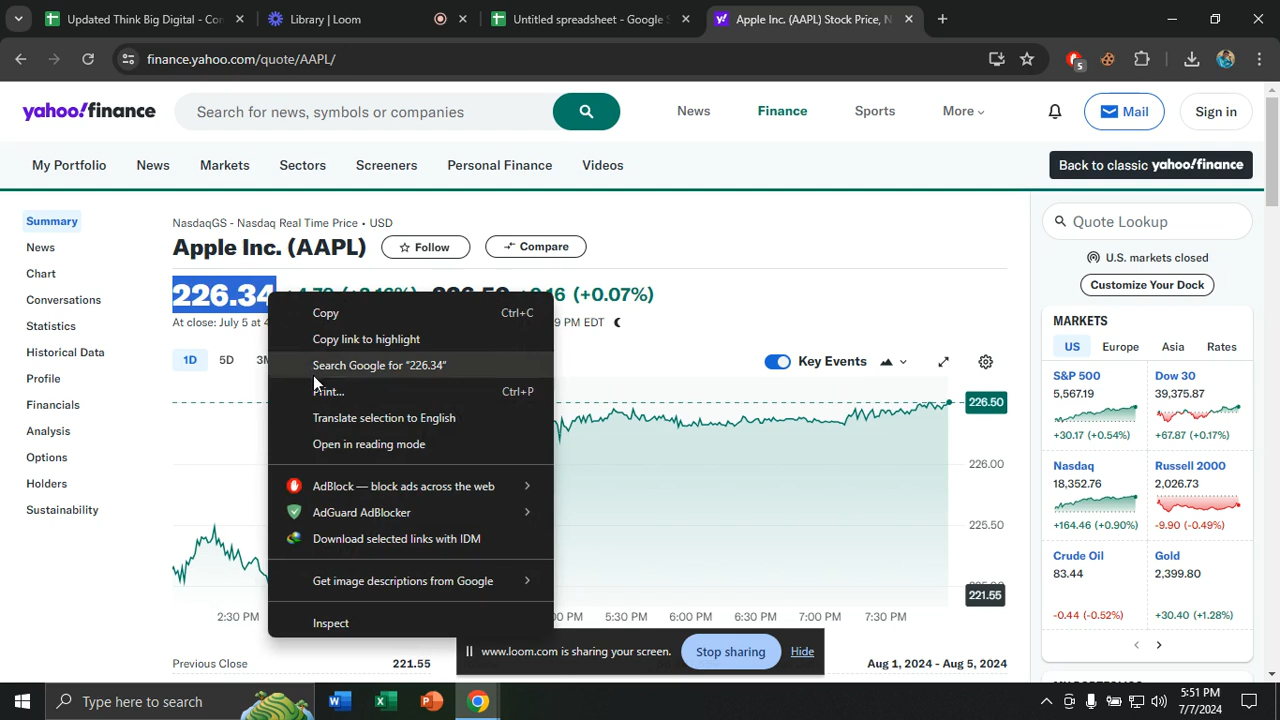 Updated Think Big Digital - Con
Library | Loom
Untitled spreadsheet - Google S
Apple Inc. (AAPL) Stock Price, N
finance.yahoo.com/quote/AAPL/
5
yahoo!finance
Search for news, symbols or companies
News
Finance
Sports
More
Mail
Sign in
My Portfolio
News
Markets
Sectors
Screeners
Personal Finance
Videos
Back to classic yahoo!finance
Summary
News
Chart
Conversations
Statistics
Historical Data
Profile
Financials
Analysis
Options
Holders
Sustainability
NasdaqGS - Nasdaq Real Time Price • USD
Apple Inc. (AAPL)
Follow
Compare
226.34
(+0.07%)
At close: July 5 at 4
PM EDT
1D
5D
Key Events
Copy Ctrl+C
Copy link to highlight
Search Google for “226.34”
Print... Ctrl+P
Translate selection to English
Open in reading mode
AdBlock — block ads across the web
AdGuard AdBlocker
Download selected links with IDM
Get image descriptions from Google
Inspect
226.50
226.00
225.50
221.55
2:30 PM
5:30 PM
6:00 PM
6:30 PM
7:00 PM
7:30 PM
Previous Close 221.55
Aug 1, 2024 - Aug 5, 2024
www.loom.com is sharing your screen.
Stop sharing
Hide
Quote Lookup
U.S. markets closed
Customize Your Dock
MARKETS
US
Europe
Asia
Rates
S&P 500
5,567.19
+30.17 (+0.54%)
Dow 30
39,375.87
+67.87 (+0.17%)
Nasdaq
18,352.76
+164.46 (+0.90%)
Russell 2000
2,026.73
-9.90 (-0.49%)
Crude Oil
83.44
-0.44 (-0.52%)
Gold
2,399.80
+30.40 (+1.28%)
Type here to search
5:51 PM
7/7/2024